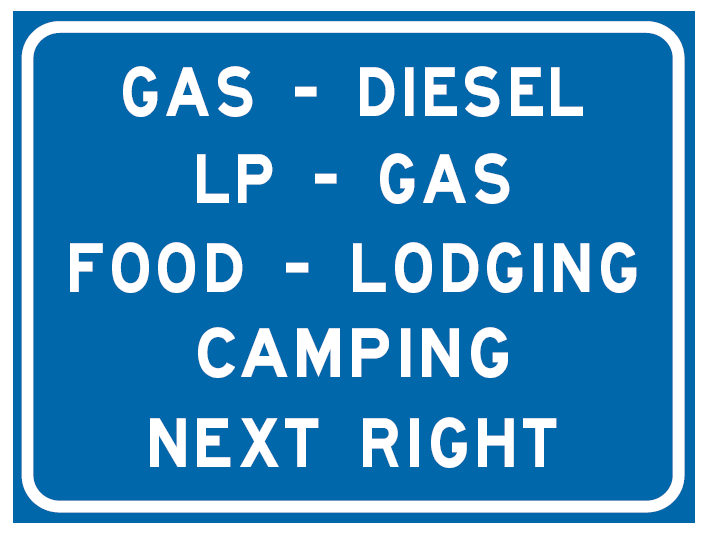 GAS - DIESEL
LP - GAS
FOOD - LODGING
CAMPING
NEXT RIGHT